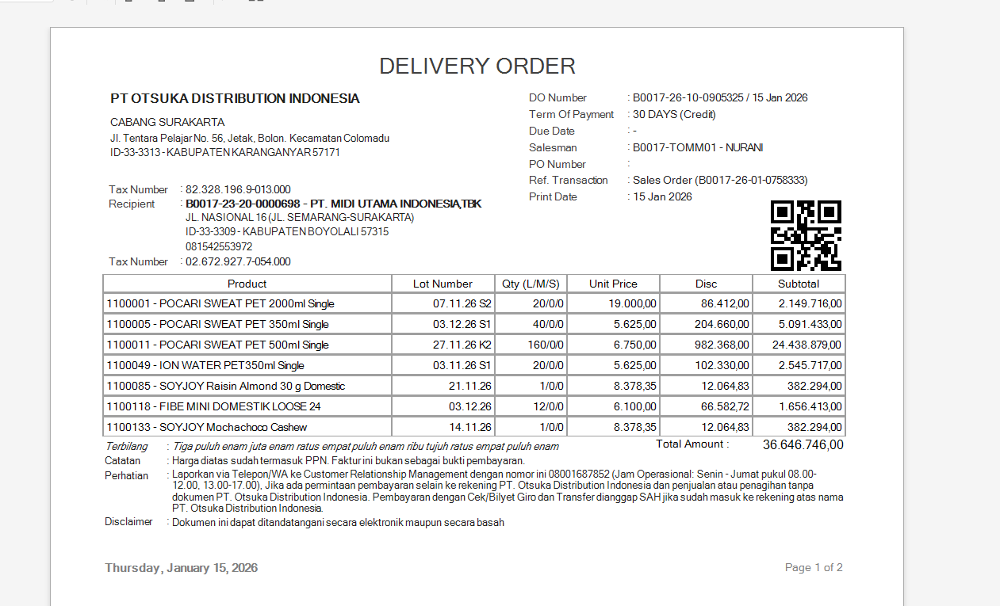 DELIVERY ORDER
PT OTSUKA DISTRIBUTION INDONESIA
CABANG SURAKARTA
Jl. Tentara Pelajar No. 56, Jetak, Bolon. Kecamatan Colomadu
ID-33-3313 - KABUPATEN KARANGANYAR 57171
DO Number : B0017-26-10-0905325 / 15 Jan 2026
Term Of Payment : 30 DAYS (Credit)
Due Date : -
Salesman : B0017-TOMM01 - NURANI
PO Number :
Ref. Transaction : Sales Order (B0017-26-01-0758333)
Print Date : 15 Jan 2026
Tax Number : 82.328.196.9-013.000
Recipient : B0017-23-20-0000698 - PT. MIDI UTAMA INDONESIA,TBK
JL. NASIONAL 16 (JL. SEMARANG-SURAKARTA)
ID-33-3309 - KABUPATEN BOYOLALI 57315
081542553972
Tax Number : 02.672.927.7-054.000
Product Lot Number Qty (L/M/S) Unit Price Disc Subtotal
1100001 - POCARI SWEAT PET 2000ml Single 07.11.26 S2 20/0/0 19.000,00 86.412,00 2.149.716,00
1100005 - POCARI SWEAT PET 350ml Single 03.12.26 S1 40/0/0 5.625,00 204.660,00 5.091.433,00
1100011 - POCARI SWEAT PET 500ml Single 27.11.26 K2 160/0/0 6.750,00 982.368,00 24.438.879,00
1100049 - ION WATER PET350ml Single 03.11.26 S1 20/0/0 5.625,00 102.330,00 2.545.717,00
1100085 - SOYJOY Raisin Almond 30 g Domestic 21.11.26 1/0/0 8.378,35 12.064,83 382.294,00
1100118 - FIBE MINI DOMESTIK LOOSE 24 03.12.26 12/0/0 6.100,00 66.582,72 1.656.413,00
1100133 - SOYJOY Mochachoco Cashew 14.11.26 1/0/0 8.378,35 12.064,83 382.294,00
Terbilang : Tiga puluh enam juta enam ratus empat puluh enam ribu tujuh ratus empat puluh enam
Total Amount : 36.646.746,00
Catatan : Harga diatas sudah termasuk PPN. Faktur ini bukan sebagai bukti pembayaran.
Perhatian : Laporkan via Telepon/WA ke Customer Relationship Management dengan nomor ini 08001687852 (Jam Operasional: Senin - Jumat pukul 08.00-
12.00, 13.00-17.00), Jika ada permintaan pembayaran selain ke rekening PT. Otsuka Distribution Indonesia dan penjualan atau penagihan tanpa
dokumen PT. Otsuka Distribution Indonesia. Pembayaran dengan Cek/Bilyet Giro dan Transfer dianggap SAH jika sudah masuk ke rekening atas nama
PT. Otsuka Distribution Indonesia.
Disclaimer : Dokumen ini dapat ditandatangani secara elektronik maupun secara basah
Thursday, January 15, 2026
Page 1 of 2